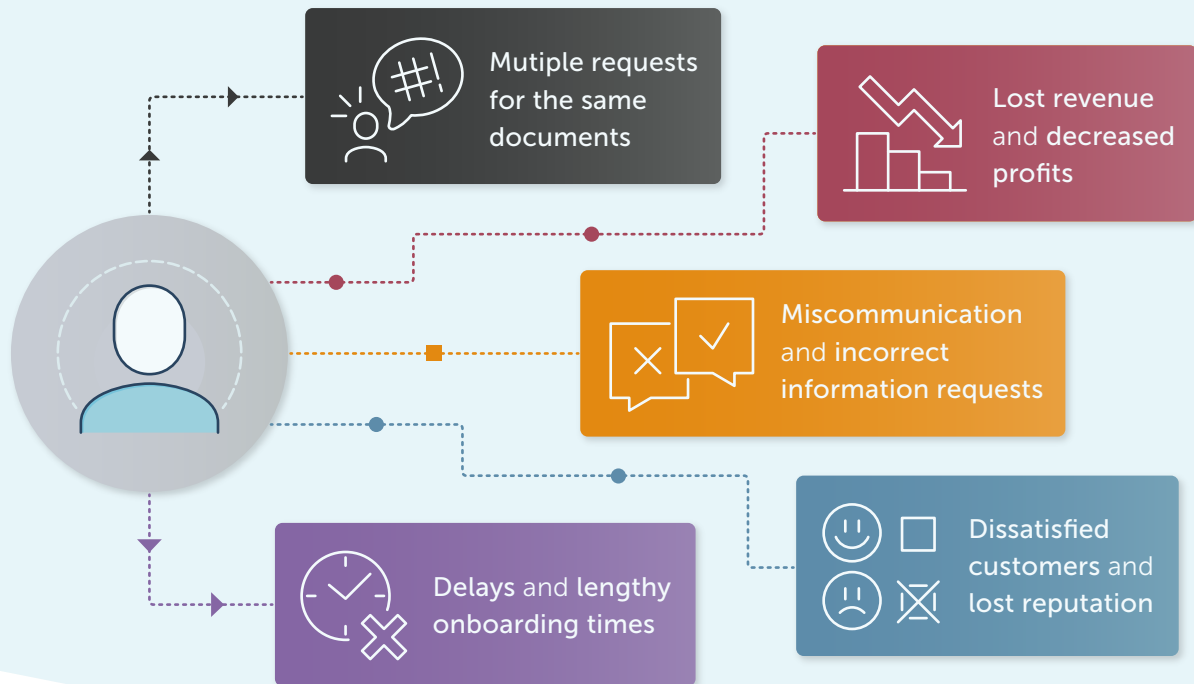 Mutiple requests
for the same
documents
#!
Lost revenue
and decreased
profits
Miscommunication
and incorrect
information requests
Dissatisfied
customers and
lost reputation
Delays and lengthy
onboarding times